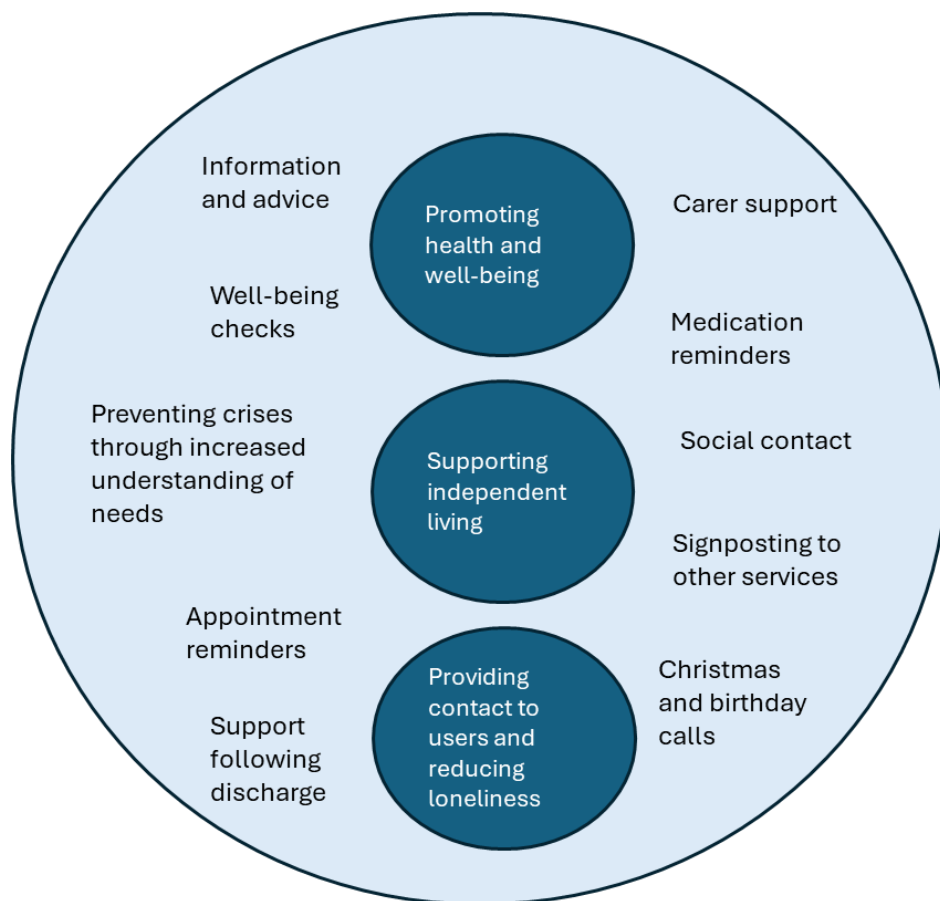 Information
and advice
Well-being
checks
Preventing crises
through increased
understanding of
needs
Appointment
reminders
Support
following
discharge
Promoting
health and
well-being
Supporting
independent
living
Providing
contact to
users and
reducing
loneliness
Carer support
Medication
reminders
Social contact
Signposting to
other services
Christmas
and birthday
calls